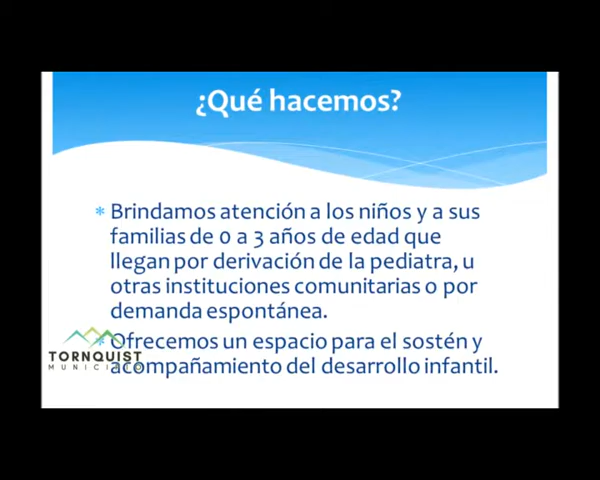 ¿Qué hacemos?
* Brindamos atención a los niños y a sus
familias de 0 a 3 años de edad que
llegan por derivación de la pediatra, u
otras instituciones comunitarias o por
demanda espontánea.
* Ofrecemos un espacio para el sostén y
acompañamiento del desarrollo infantil.
TORNQUIST
MUNICIPIO